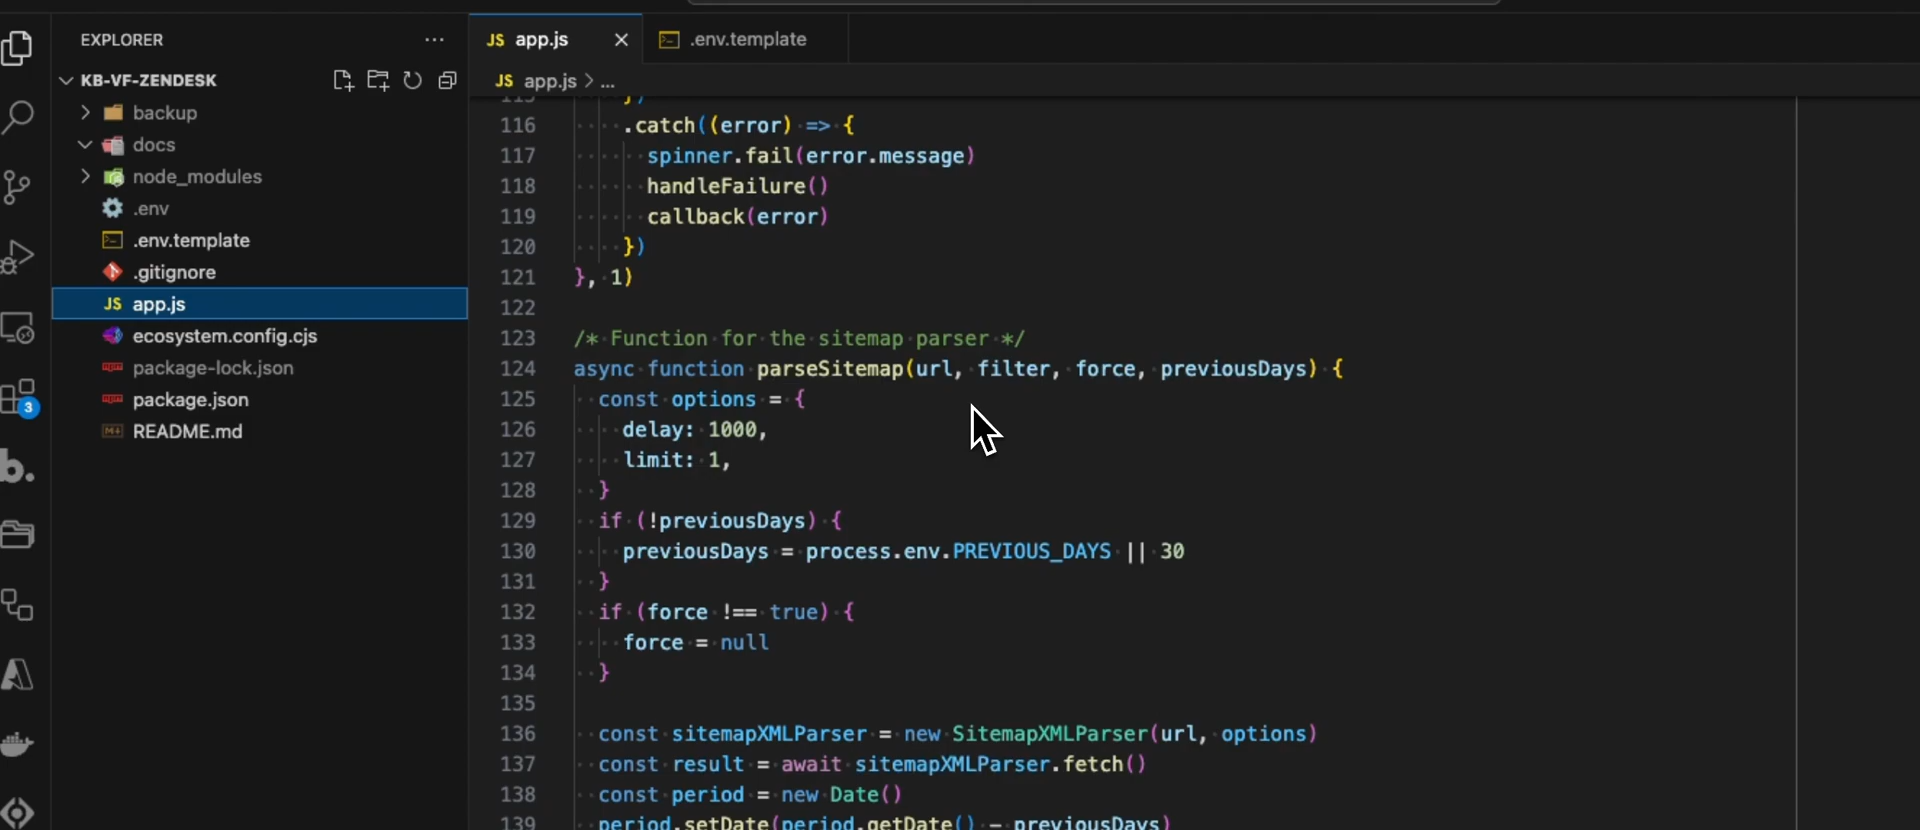 EXPLORER
KB-VF-ZENDESK
backup
docs
node_modules
.env
.env.template
.gitignore
JS app.js
ecosystem.config.cjs
package-lock.json
package.json
README.md
3
b.
JS app.js
.env.template
JS app.js > ...
115 })
116 .catch((error) => {
117 spinner.fail(error.message)
118 handleFailure()
119 callback(error)
120 })
121 }, 1)
122
123 /* Function for the sitemap parser */
124 async function parseSitemap(url, filter, force, previousDays) {
125 const options = {
126 delay: 1000,
127 limit: 1,
128 }
129 if (!previousDays) {
130 previousDays = process.env.PREVIOUS_DAYS || 30
131 }
132 if (force !== true) {
133 force = null
134 }
135
136 const sitemapXMLParser = new SitemapXMLParser(url, options)
137 const result = await sitemapXMLParser.fetch()
138 const period = new Date()
139 period.setDate(period.getDate() - previousDays)